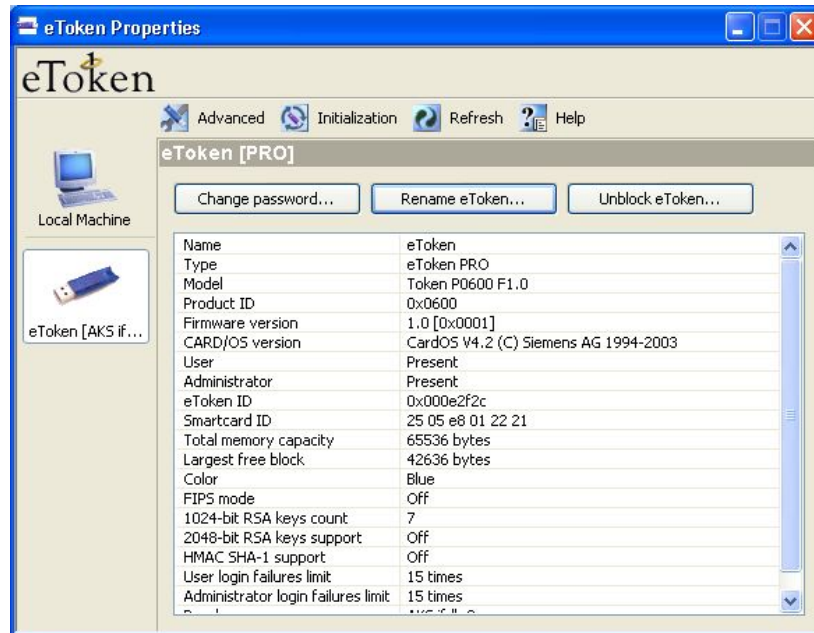 eToken Properties
eToken
Advanced Initialization Refresh Help
eToken [PRO]
Change password... Rename eToken... Unblock eToken...
Local Machine
eToken [AKS if...
Name eToken
Type eToken PRO
Model Token P0600 F1.0
Product ID 0x0600
Firmware version 1.0 [0x0001]
CARD/OS version CardOS V4.2 (C) Siemens AG 1994-2003
User Present
Administrator Present
eToken ID 0x000e2f2c
Smartcard ID 25 05 e8 01 22 21
Total memory capacity 65536 bytes
Largest free block 42636 bytes
Color Blue
FIPS mode Off
1024-bit RSA keys count 7
2048-bit RSA keys support Off
HMAC SHA-1 support Off
User login failures limit 15 times
Administrator login failures limit 15 times